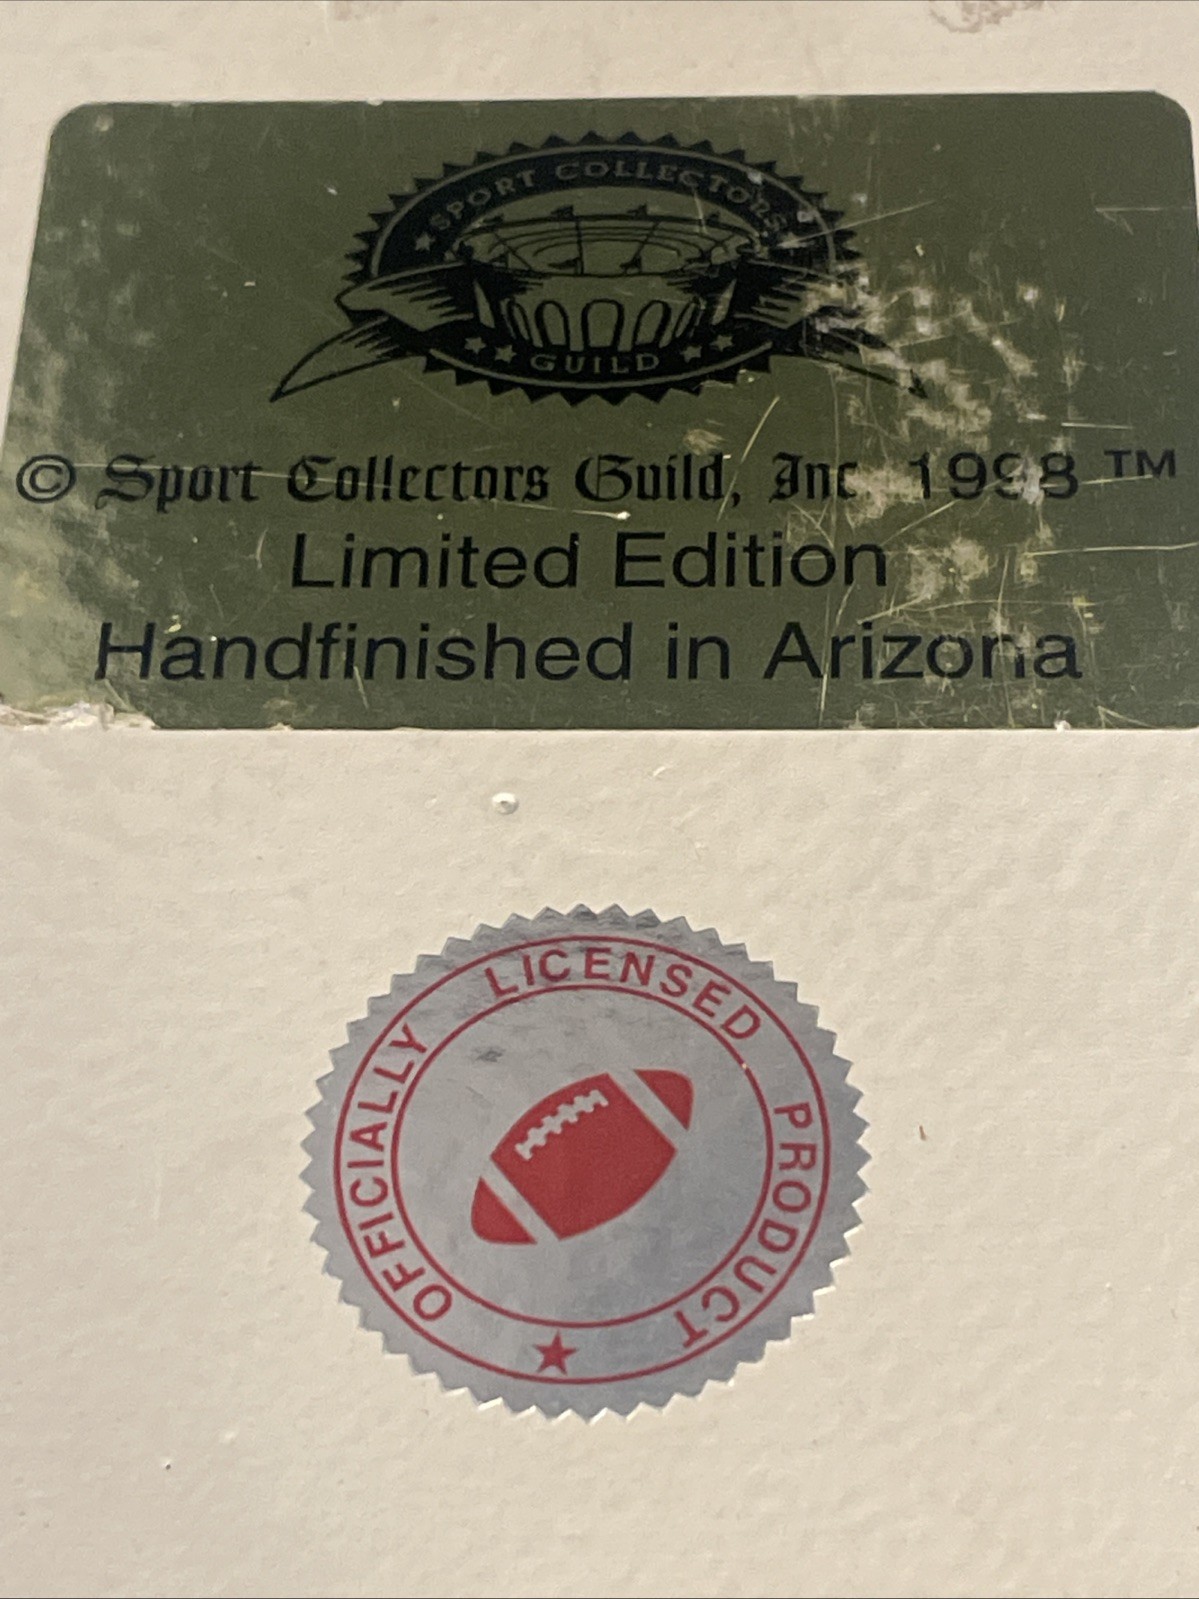 SPORT COLLECTORS
GUILD
© Sport Collectors Guild, Inc. 1998 ™
Limited Edition
Handfinished in Arizona
OFFICIALLY LICENSED PRODUCT